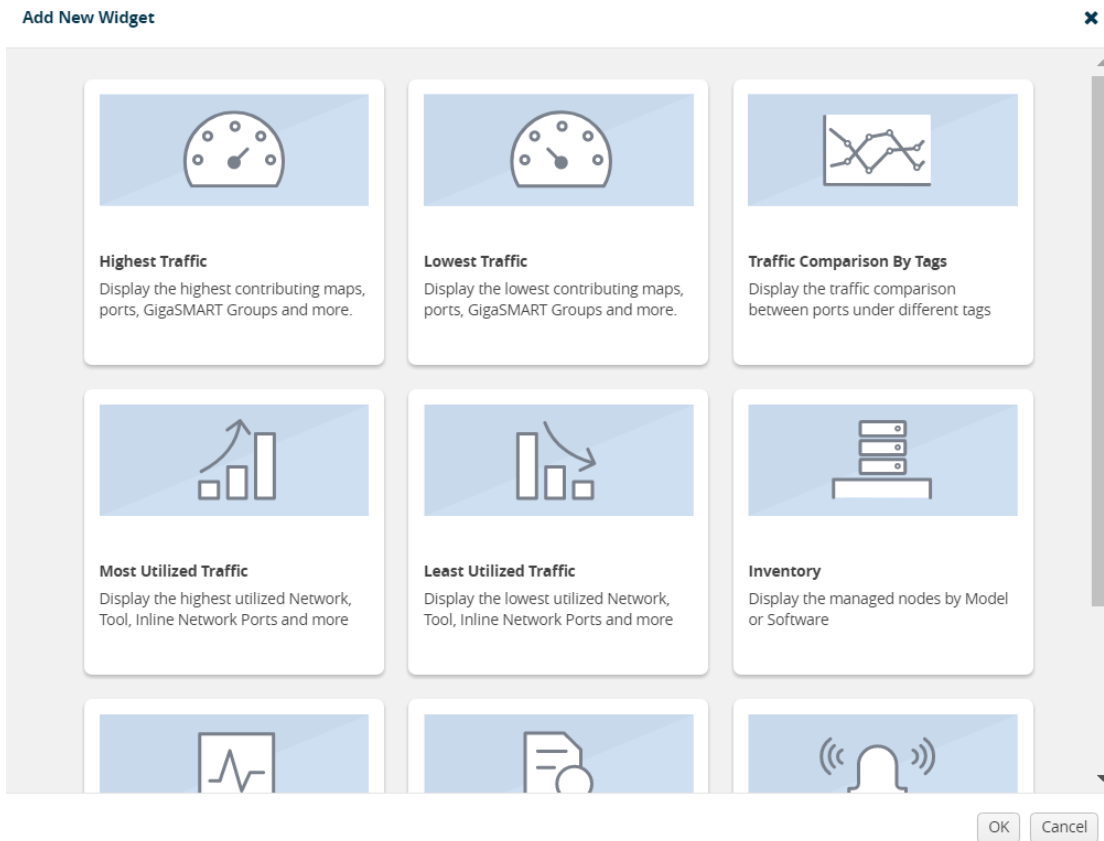 Add New Widget
Highest Traffic
Display the highest contributing maps,
ports, GigaSMART Groups and more.
Lowest Traffic
Display the lowest contributing maps,
ports, GigaSMART Groups and more.
Traffic Comparison By Tags
Display the traffic comparison
between ports under different tags
Most Utilized Traffic
Display the highest utilized Network,
Tool, Inline Network Ports and more
Least Utilized Traffic
Display the lowest utilized Network,
Tool, Inline Network Ports and more
Inventory
Display the managed nodes by Model
or Software
OK
Cancel